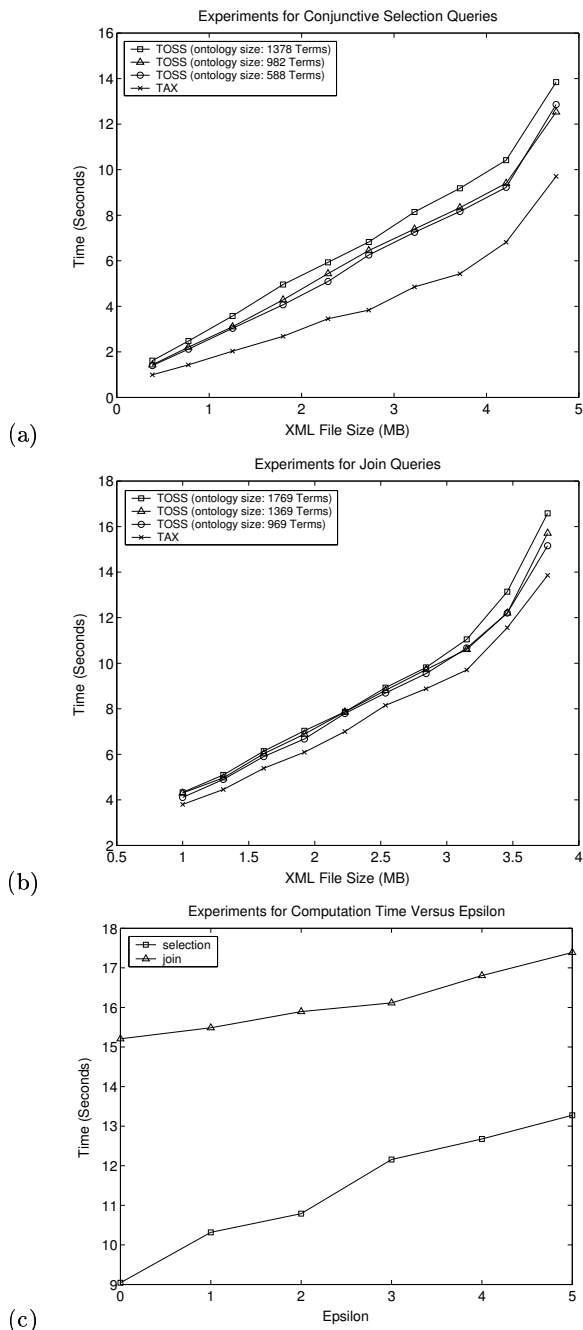 Experiments for Conjunctive Selection Queries
TOSS (ontology size: 1378 Terms)
TOSS (ontology size: 982 Terms)
TOSS (ontology size: 588 Terms)
TAX
16
14
12
10
8
6
4
2
0
Time (Seconds)
0 1 2 3 4 5
XML File Size (MB)
(a)
Experiments for Join Queries
TOSS (ontology size: 1769 Terms)
TOSS (ontology size: 1369 Terms)
TOSS (ontology size: 969 Terms)
TAX
18
16
14
12
10
8
6
4
2
Time (Seconds)
0.5 1 1.5 2 2.5 3 3.5 4
XML File Size (MB)
(b)
Experiments for Computation Time Versus Epsilon
selection
join
18
17
16
15
14
13
12
11
10
9
Time (Seconds)
0 1 2 3 4 5
Epsilon
(c)